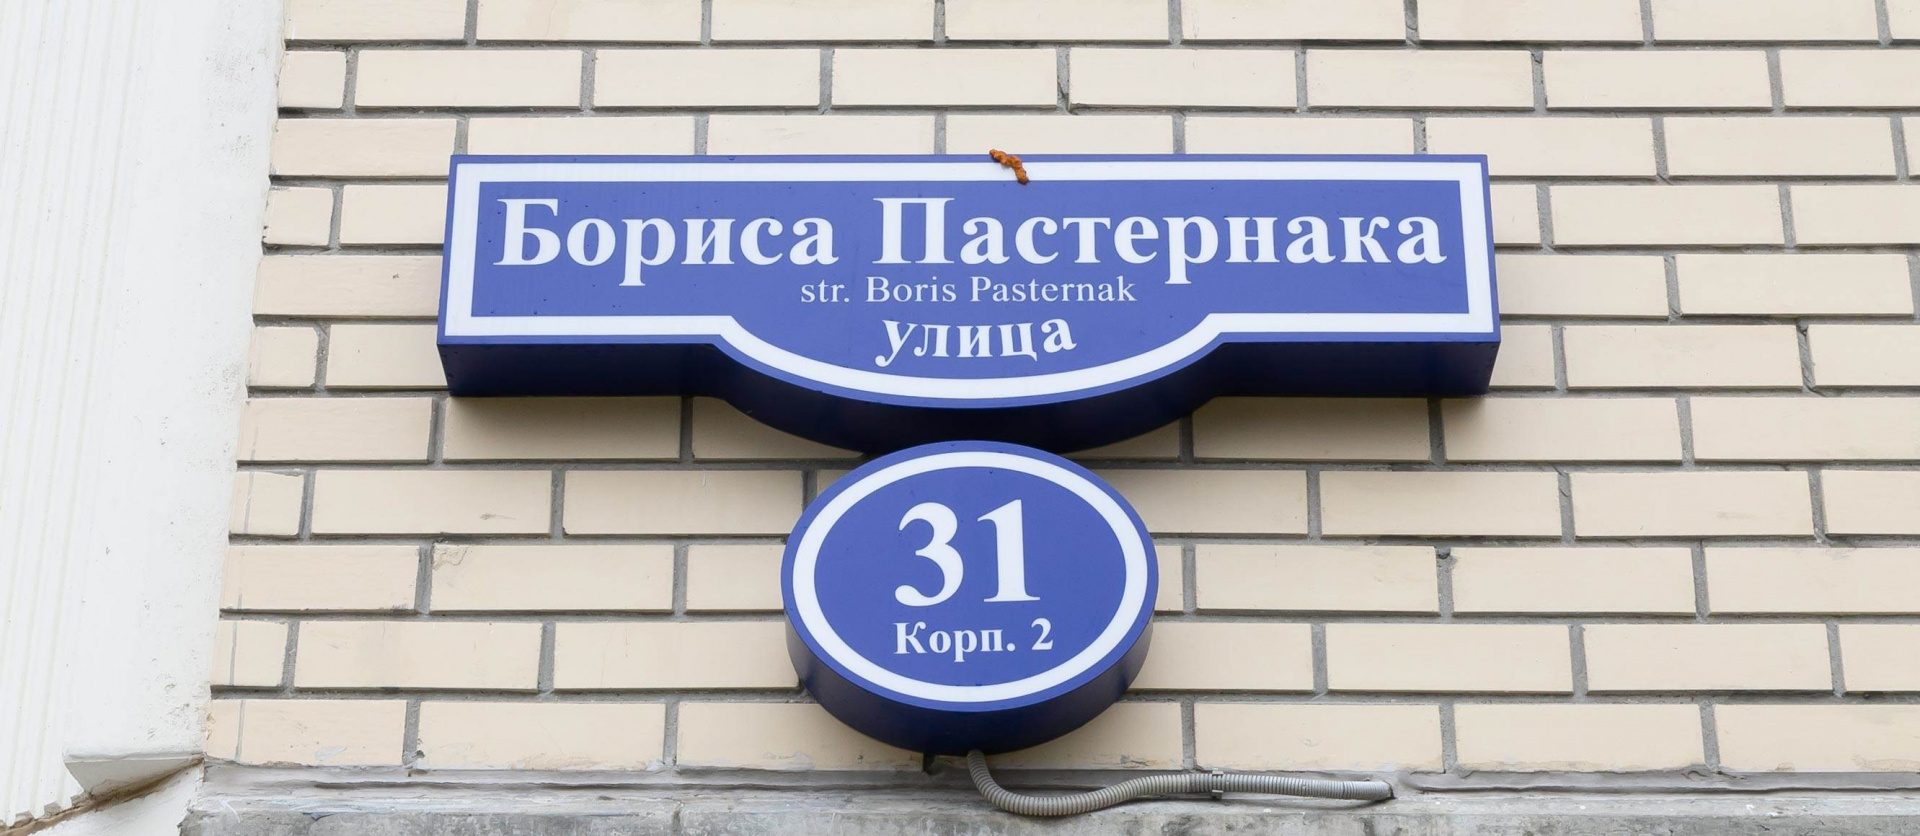 Бориса Пастернака
str. Boris Pasternak
улица
31
Корп. 2